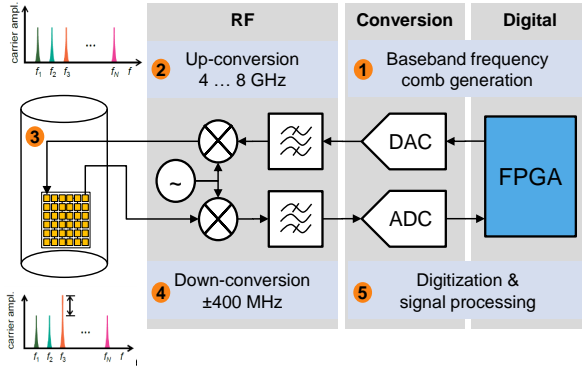 RF Conversion Digital
carrier ampl.
f1 f2 f3 ... fN f
2 Up-conversion
4 … 8 GHz
1 Baseband frequency
comb generation
3
~
DAC
FPGA
ADC
4 Down-conversion
±400 MHz
5 Digitization &
signal processing
carrier ampl.
f1 f2 f3 ... fN f